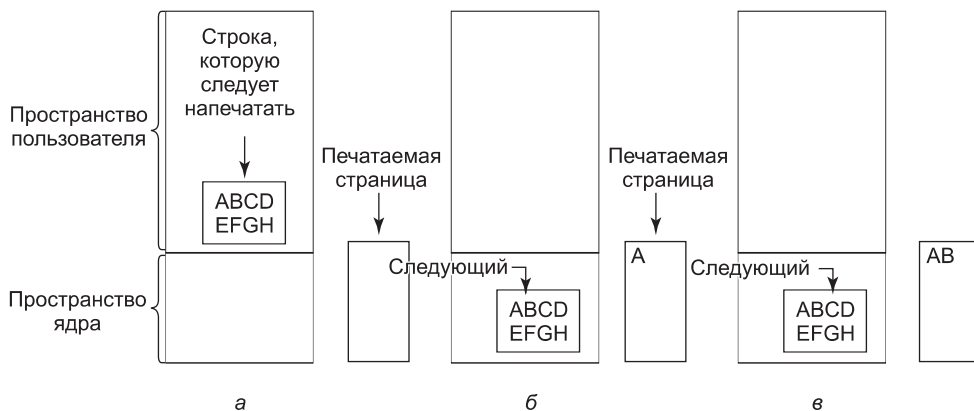 Строка,
которую
следует
напечатать
Пространство
пользователя
ABCD
EFGH
Печатаемая
страница
Печатаемая
страница
A
AB
Следующий
Следующий
ABCD
EFGH
ABCD
EFGH
Пространство
ядра
а
б
в